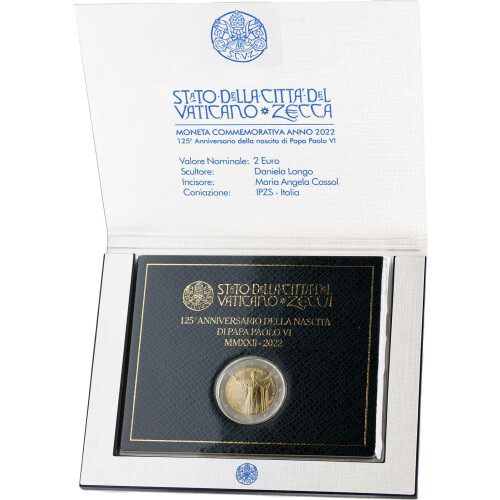 S.C.V.Z
STATO·DELLA·CITTA'·DEL
VATICANO * ZECCA
MONETA COMMEMORATIVA ANNO 2022
125° Anniversario della nascita di Papa Paolo VI
Valore Nominale: 2 Euro
Scultore: Daniela Longo
Incisore: Maria Angela Cassol
Coniazione: IPZS - Italia
STATO·DELLA·CITTA'·DEL
VATICANO * ZECCA
125° ANNIVERSARIO DELLA NASCITA
DI PAPA PAOLO VI
MMXXII - 2022